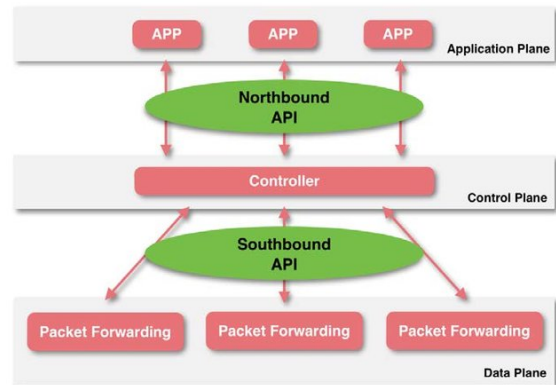 APP APP APP
Application Plane
Northbound
API
Controller
Control Plane
Southbound
API
Packet Forwarding Packet Forwarding Packet Forwarding
Data Plane